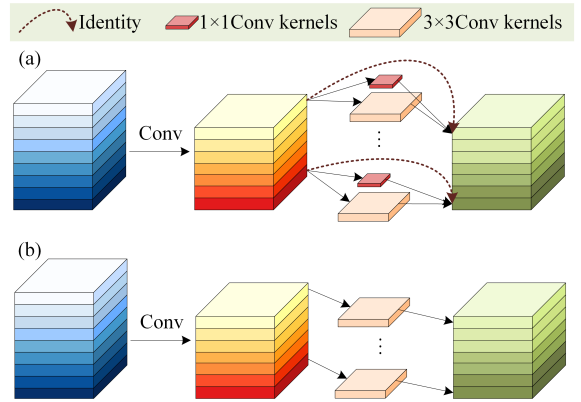 Identity 1×1Conv kernels 3×3Conv kernels
(a)
Conv
⋮
⋮
(b)
Conv
⋮